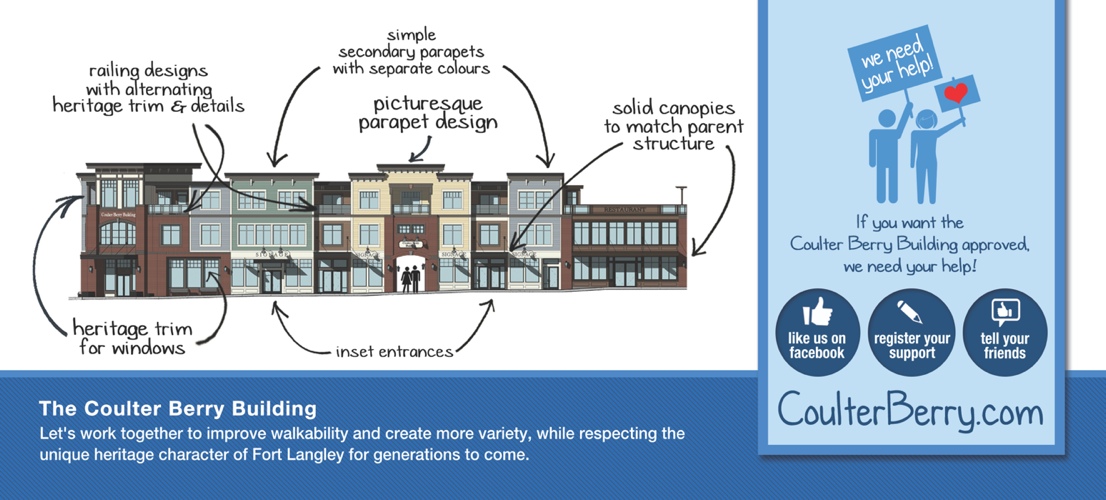 simple
secondary parapets
with separate colours
railing designs
with alternating
heritage trim & details
picturesque
parapet design
solid canopies
to match parent
structure
Coulter Berry Building
RESTAURANT
heritage trim
for windows
inset entrances
The Coulter Berry Building
Let's work together to improve walkability and create more variety, while respecting the
unique heritage character of Fort Langley for generations to come.
we need
your help!
If you want the
Coulter Berry Building approved,
we need your help!
like us on
facebook
register your
support
tell your
friends
CoulterBerry.com